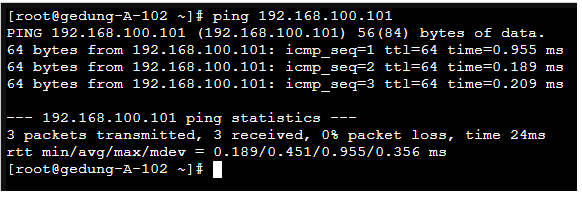 [root@gedung-A-102 ~]# ping 192.168.100.101
PING 192.168.100.101 (192.168.100.101) 56(84) bytes of data.
64 bytes from 192.168.100.101: icmp_seq=1 ttl=64 time=0.955 ms
64 bytes from 192.168.100.101: icmp_seq=2 ttl=64 time=0.189 ms
64 bytes from 192.168.100.101: icmp_seq=3 ttl=64 time=0.209 ms
--- 192.168.100.101 ping statistics ---
3 packets transmitted, 3 received, 0% packet loss, time 24ms
rtt min/avg/max/mdev = 0.189/0.451/0.955/0.356 ms
[root@gedung-A-102 ~]#